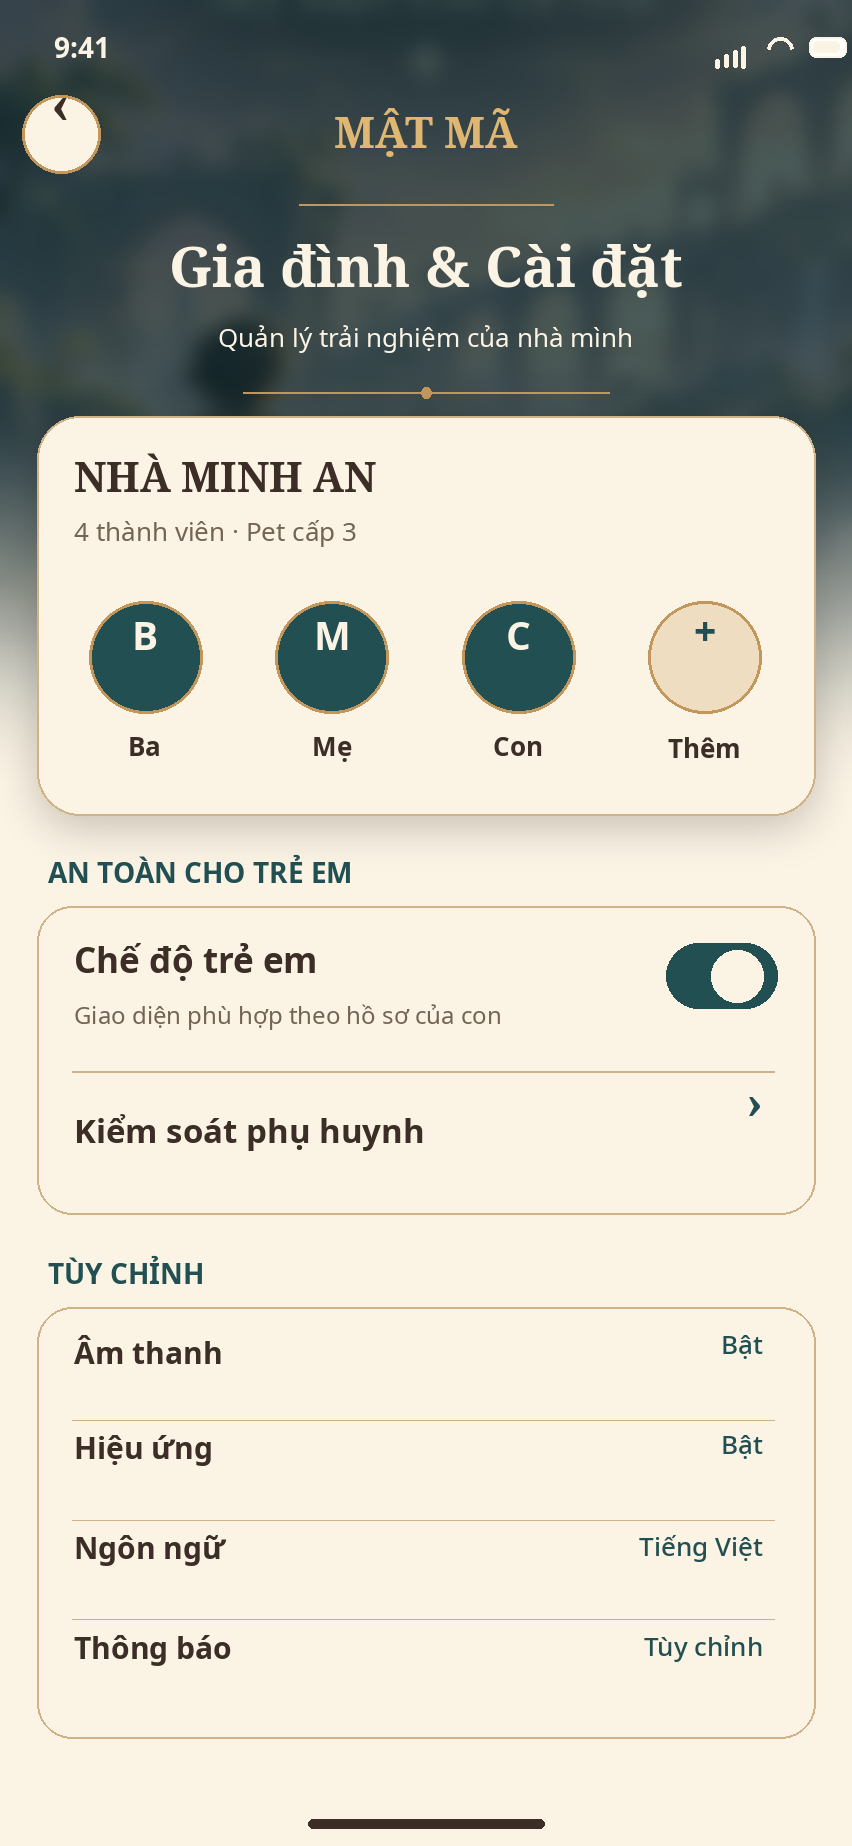 9:41
‹
MẬT MÃ
Gia đình & Cài đặt
Quản lý trải nghiệm của nhà mình
NHÀ MINH AN
4 thành viên · Pet cấp 3
B M C +
Ba Mẹ Con Thêm
AN TOÀN CHO TRẺ EM
Chế độ trẻ em
Giao diện phù hợp theo hồ sơ của con
Kiểm soát phụ huynh ›
TÙY CHỈNH
Âm thanh Bật
Hiệu ứng Bật
Ngôn ngữ Tiếng Việt
Thông báo Tùy chỉnh